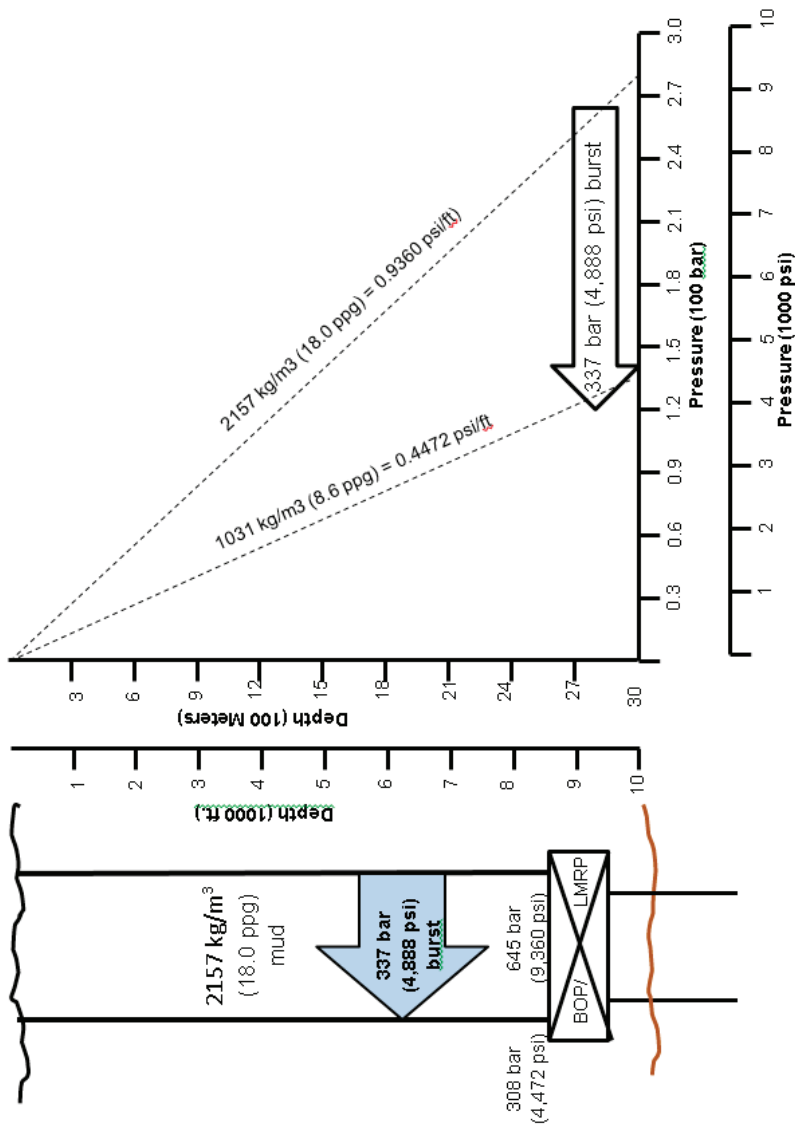 2157 kg/m³
(18.0 ppg)
mud
337 bar
(4,888 psi)
burst
645 bar
(9,360 psi)
308 bar
(4,472 psi)
BOP/ LMRP
Depth (1000 ft.)
1
2
3
4
5
6
7
8
9
10
Depth (100 Meters)
3
6
9
12
15
18
21
24
27
30
2157 kg/m3 (18.0 ppg) = 0.9360 psi/ft)
1031 kg/m3 (8.6 ppg) = 0.4472 psi/ft
337 bar (4,888 psi) burst
0.3
0.6
0.9
1.2
1.5
1.8
2.1
2.4
2.7
3.0
Pressure (100 bar)
1
2
3
4
5
6
7
8
9
10
Pressure (1000 psi)